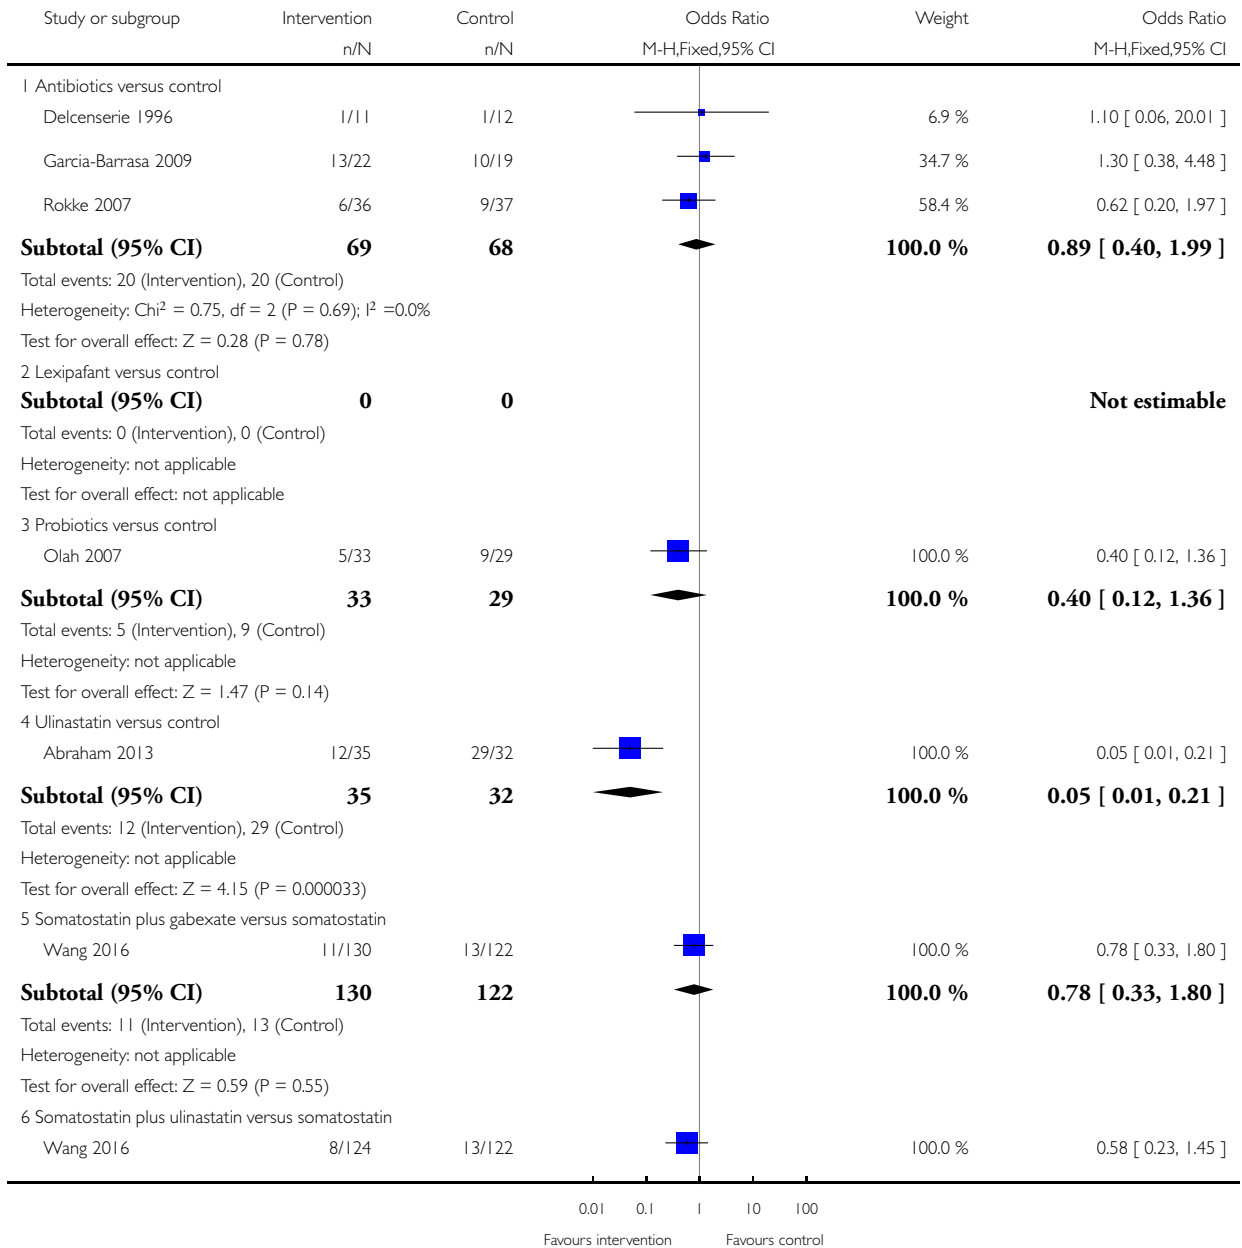 Study or subgroup Intervention Control Odds Ratio Weight Odds Ratio
n/N n/N M-H,Fixed,95% CI M-H,Fixed,95% CI
1 Antibiotics versus control
Delcenserie 1996 1/11 1/12 6.9 % 1.10 [ 0.06, 20.01 ]
Garcia-Barrasa 2009 13/22 10/19 34.7 % 1.30 [ 0.38, 4.48 ]
Rokke 2007 6/36 9/37 58.4 % 0.62 [ 0.20, 1.97 ]
Subtotal (95% CI) 69 68 100.0 % 0.89 [ 0.40, 1.99 ]
Total events: 20 (Intervention), 20 (Control)
Heterogeneity: Chi² = 0.75, df = 2 (P = 0.69); I² =0.0%
Test for overall effect: Z = 0.28 (P = 0.78)
2 Lexipafant versus control
Subtotal (95% CI) 0 0 Not estimable
Total events: 0 (Intervention), 0 (Control)
Heterogeneity: not applicable
Test for overall effect: not applicable
3 Probiotics versus control
Olah 2007 5/33 9/29 100.0 % 0.40 [ 0.12, 1.36 ]
Subtotal (95% CI) 33 29 100.0 % 0.40 [ 0.12, 1.36 ]
Total events: 5 (Intervention), 9 (Control)
Heterogeneity: not applicable
Test for overall effect: Z = 1.47 (P = 0.14)
4 Ulinastatin versus control
Abraham 2013 12/35 29/32 100.0 % 0.05 [ 0.01, 0.21 ]
Subtotal (95% CI) 35 32 100.0 % 0.05 [ 0.01, 0.21 ]
Total events: 12 (Intervention), 29 (Control)
Heterogeneity: not applicable
Test for overall effect: Z = 4.15 (P = 0.000033)
5 Somatostatin plus gabexate versus somatostatin
Wang 2016 11/130 13/122 100.0 % 0.78 [ 0.33, 1.80 ]
Subtotal (95% CI) 130 122 100.0 % 0.78 [ 0.33, 1.80 ]
Total events: 11 (Intervention), 13 (Control)
Heterogeneity: not applicable
Test for overall effect: Z = 0.59 (P = 0.55)
6 Somatostatin plus ulinastatin versus somatostatin
Wang 2016 8/124 13/122 100.0 % 0.58 [ 0.23, 1.45 ]
0.01 0.1 1 10 100
Favours intervention Favours control